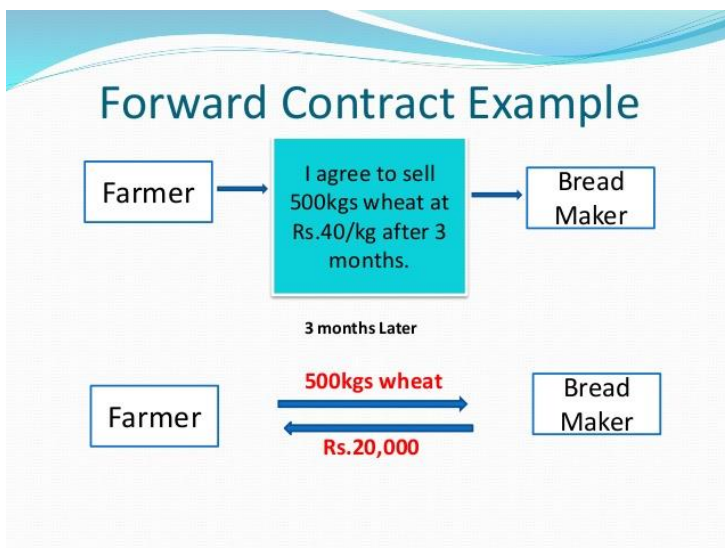 Forward Contract Example
Farmer
I agree to sell
500kgs wheat at
Rs.40/kg after 3
months.
Bread
Maker
3 months Later
Farmer
500kgs wheat
Rs.20,000
Bread
Maker